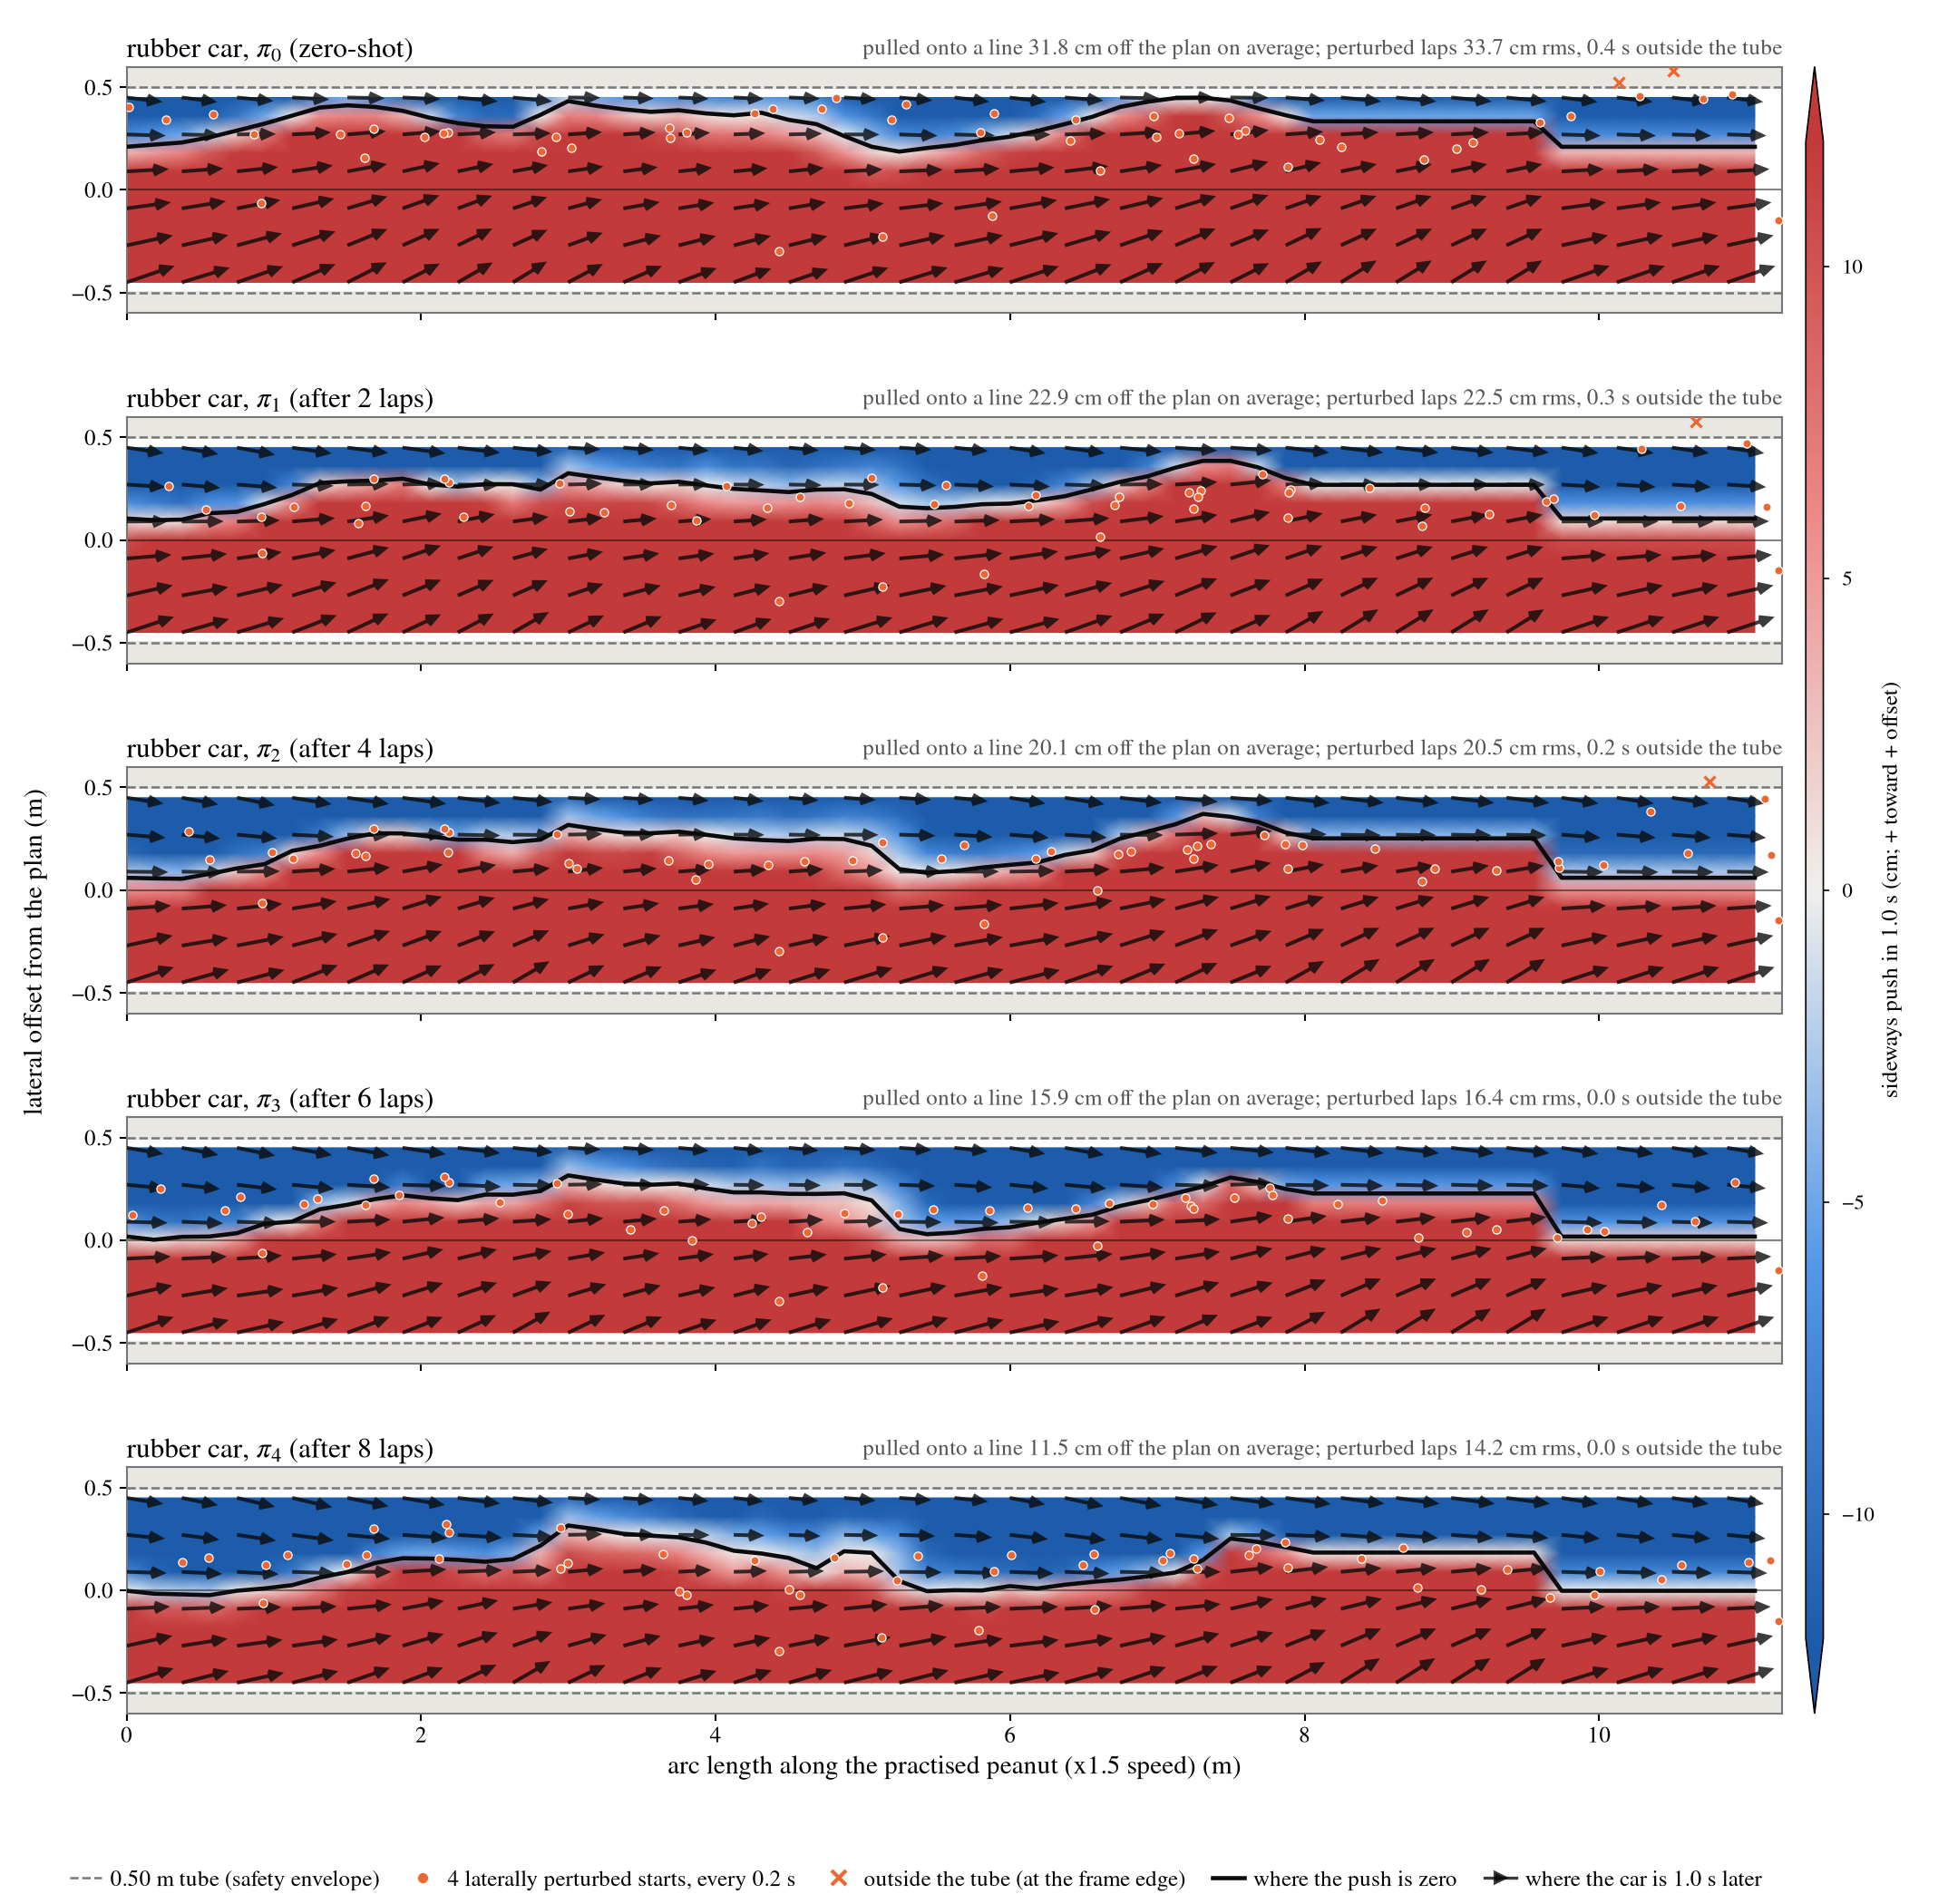 rubber car, π0 (zero-shot)
pulled onto a line 31.8 cm off the plan on average; perturbed laps 33.7 cm rms, 0.4 s outside the tube
0.5
0.0
−0.5
rubber car, π1 (after 2 laps)
pulled onto a line 22.9 cm off the plan on average; perturbed laps 22.5 cm rms, 0.3 s outside the tube
0.5
0.0
−0.5
rubber car, π2 (after 4 laps)
pulled onto a line 20.1 cm off the plan on average; perturbed laps 20.5 cm rms, 0.2 s outside the tube
0.5
0.0
−0.5
rubber car, π3 (after 6 laps)
pulled onto a line 15.9 cm off the plan on average; perturbed laps 16.4 cm rms, 0.0 s outside the tube
0.5
0.0
−0.5
rubber car, π4 (after 8 laps)
pulled onto a line 11.5 cm off the plan on average; perturbed laps 14.2 cm rms, 0.0 s outside the tube
0.5
0.0
−0.5
0 2 4 6 8 10
arc length along the practised peanut (x1.5 speed) (m)
lateral offset from the plan (m)
10
5
0
−5
−10
sideways push in 1.0 s (cm; + toward + offset)
0.50 m tube (safety envelope)
4 laterally perturbed starts, every 0.2 s
outside the tube (at the frame edge)
where the push is zero
where the car is 1.0 s later